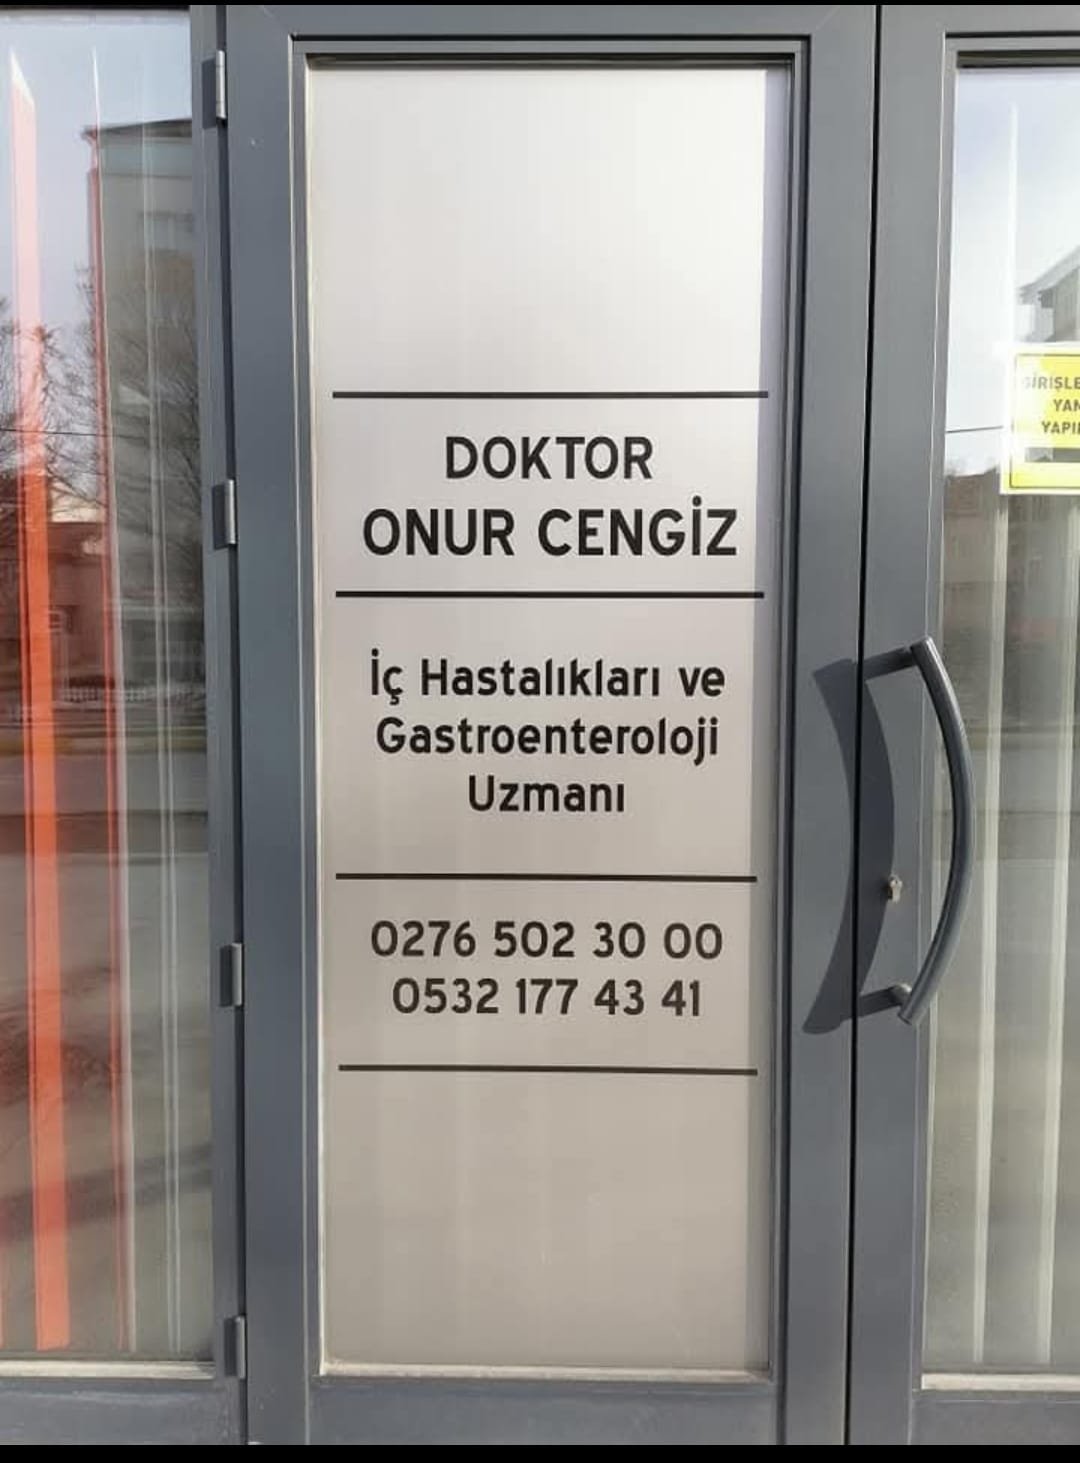 DOKTOR
ONUR CENGİZ
İç Hastalıkları ve
Gastroenteroloji
Uzmanı
0276 502 30 00
0532 177 43 41